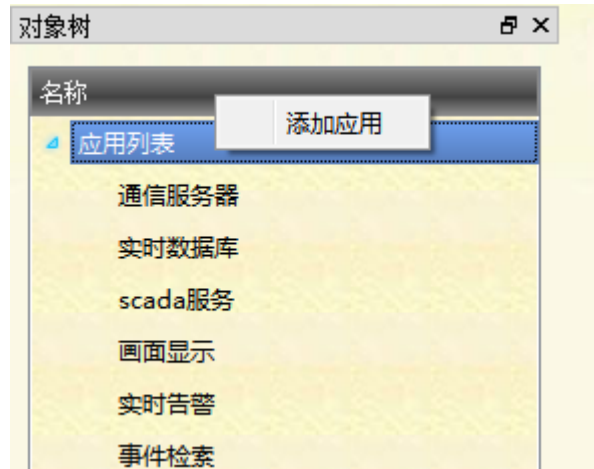 对象树
名称
添加应用
应用列表
通信服务器
实时数据库
scada服务
画面显示
实时告警
事件检索